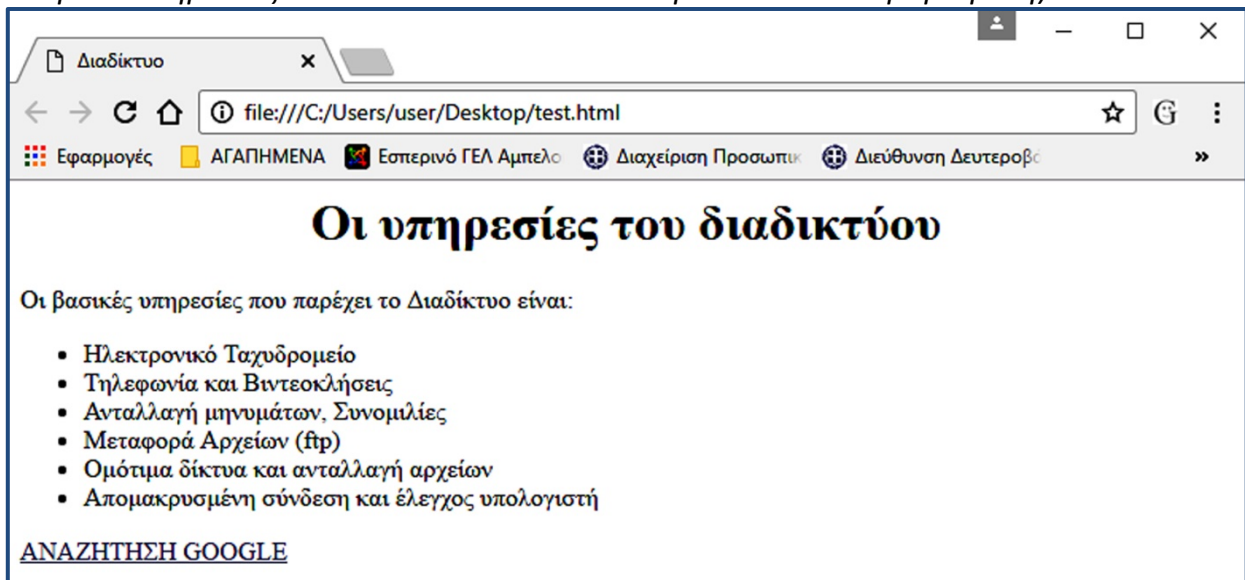 Διαδίκτυο
file:///C:/Users/user/Desktop/test.html
Εφαρμογές ΑΓΑΠΗΜΕΝΑ Εσπερινό ΓΕΛ Αμπελο Διαχείριση Προσωπικ Διεύθυνση Δευτεροβ
Οι υπηρεσίες του διαδικτύου
Οι βασικές υπηρεσίες που παρέχει το Διαδίκτυο είναι:
• Ηλεκτρονικό Ταχυδρομείο
• Τηλεφωνία και Βιντεοκλήσεις
• Ανταλλαγή μηνυμάτων, Συνομιλίες
• Μεταφορά Αρχείων (ftp)
• Ομότιμα δίκτυα και ανταλλαγή αρχείων
• Απομακρυσμένη σύνδεση και έλεγχος υπολογιστή
ΑΝΑΖΗΤΗΣΗ GOOGLE